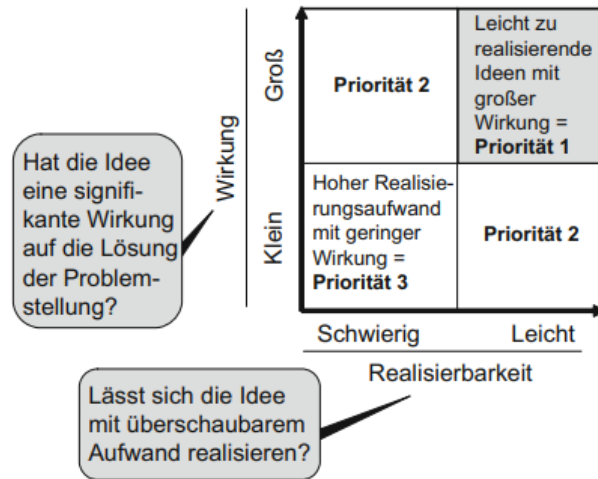 Groß
Klein
Wirkung
Priorität 2
Leicht zu
realisierende
Ideen mit
großer
Wirkung =
Priorität 1
Hat die Idee
eine signifi-
kante Wirkung
auf die Lösung
der Problem-
stellung?
Hoher Realisie-
rungsaufwand
mit geringer
Wirkung =
Priorität 3
Priorität 2
Schwierig
Leicht
Realisierbarkeit
Lässt sich die Idee
mit überschaubarem
Aufwand realisieren?